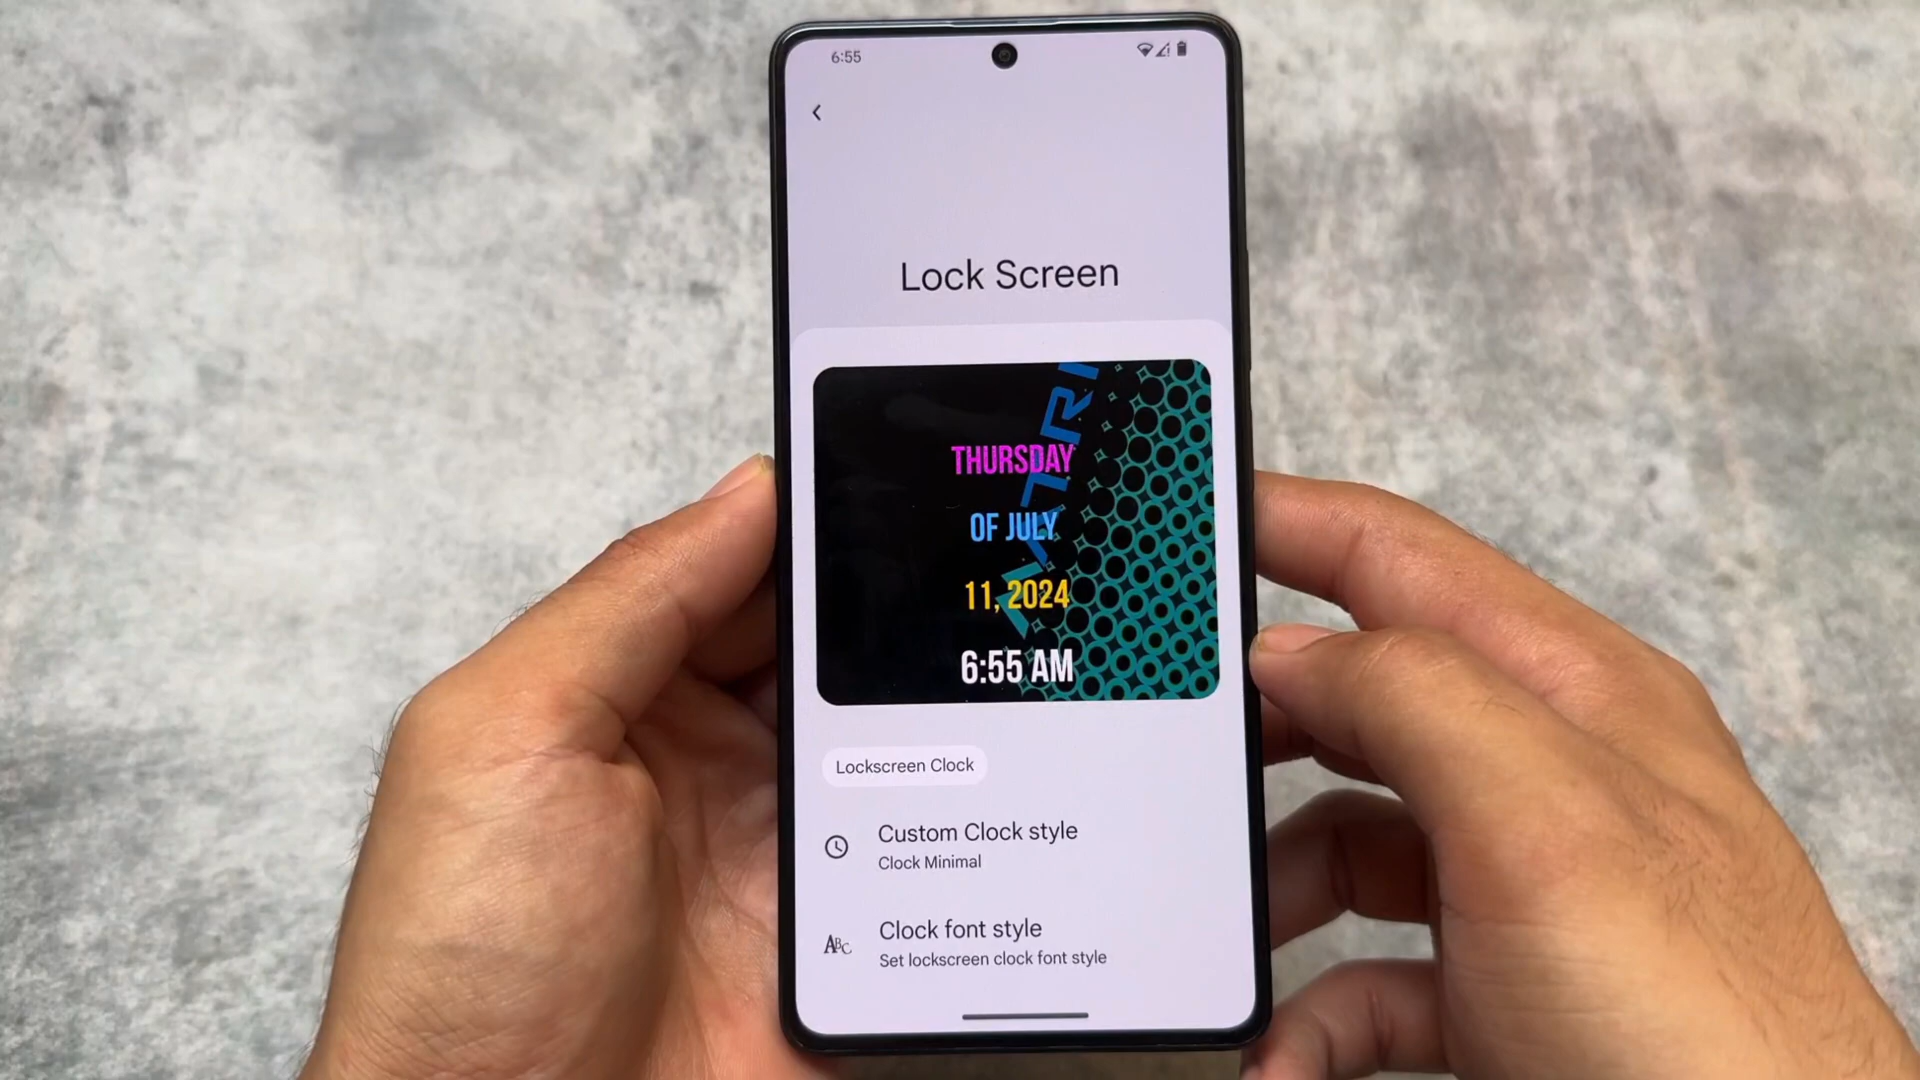 6:55
Lock Screen
THURSDAY
OF JULY
11, 2024
6:55 AM
Lockscreen Clock
Custom Clock style
Clock Minimal
ABC
Clock font style
Set lockscreen clock font style